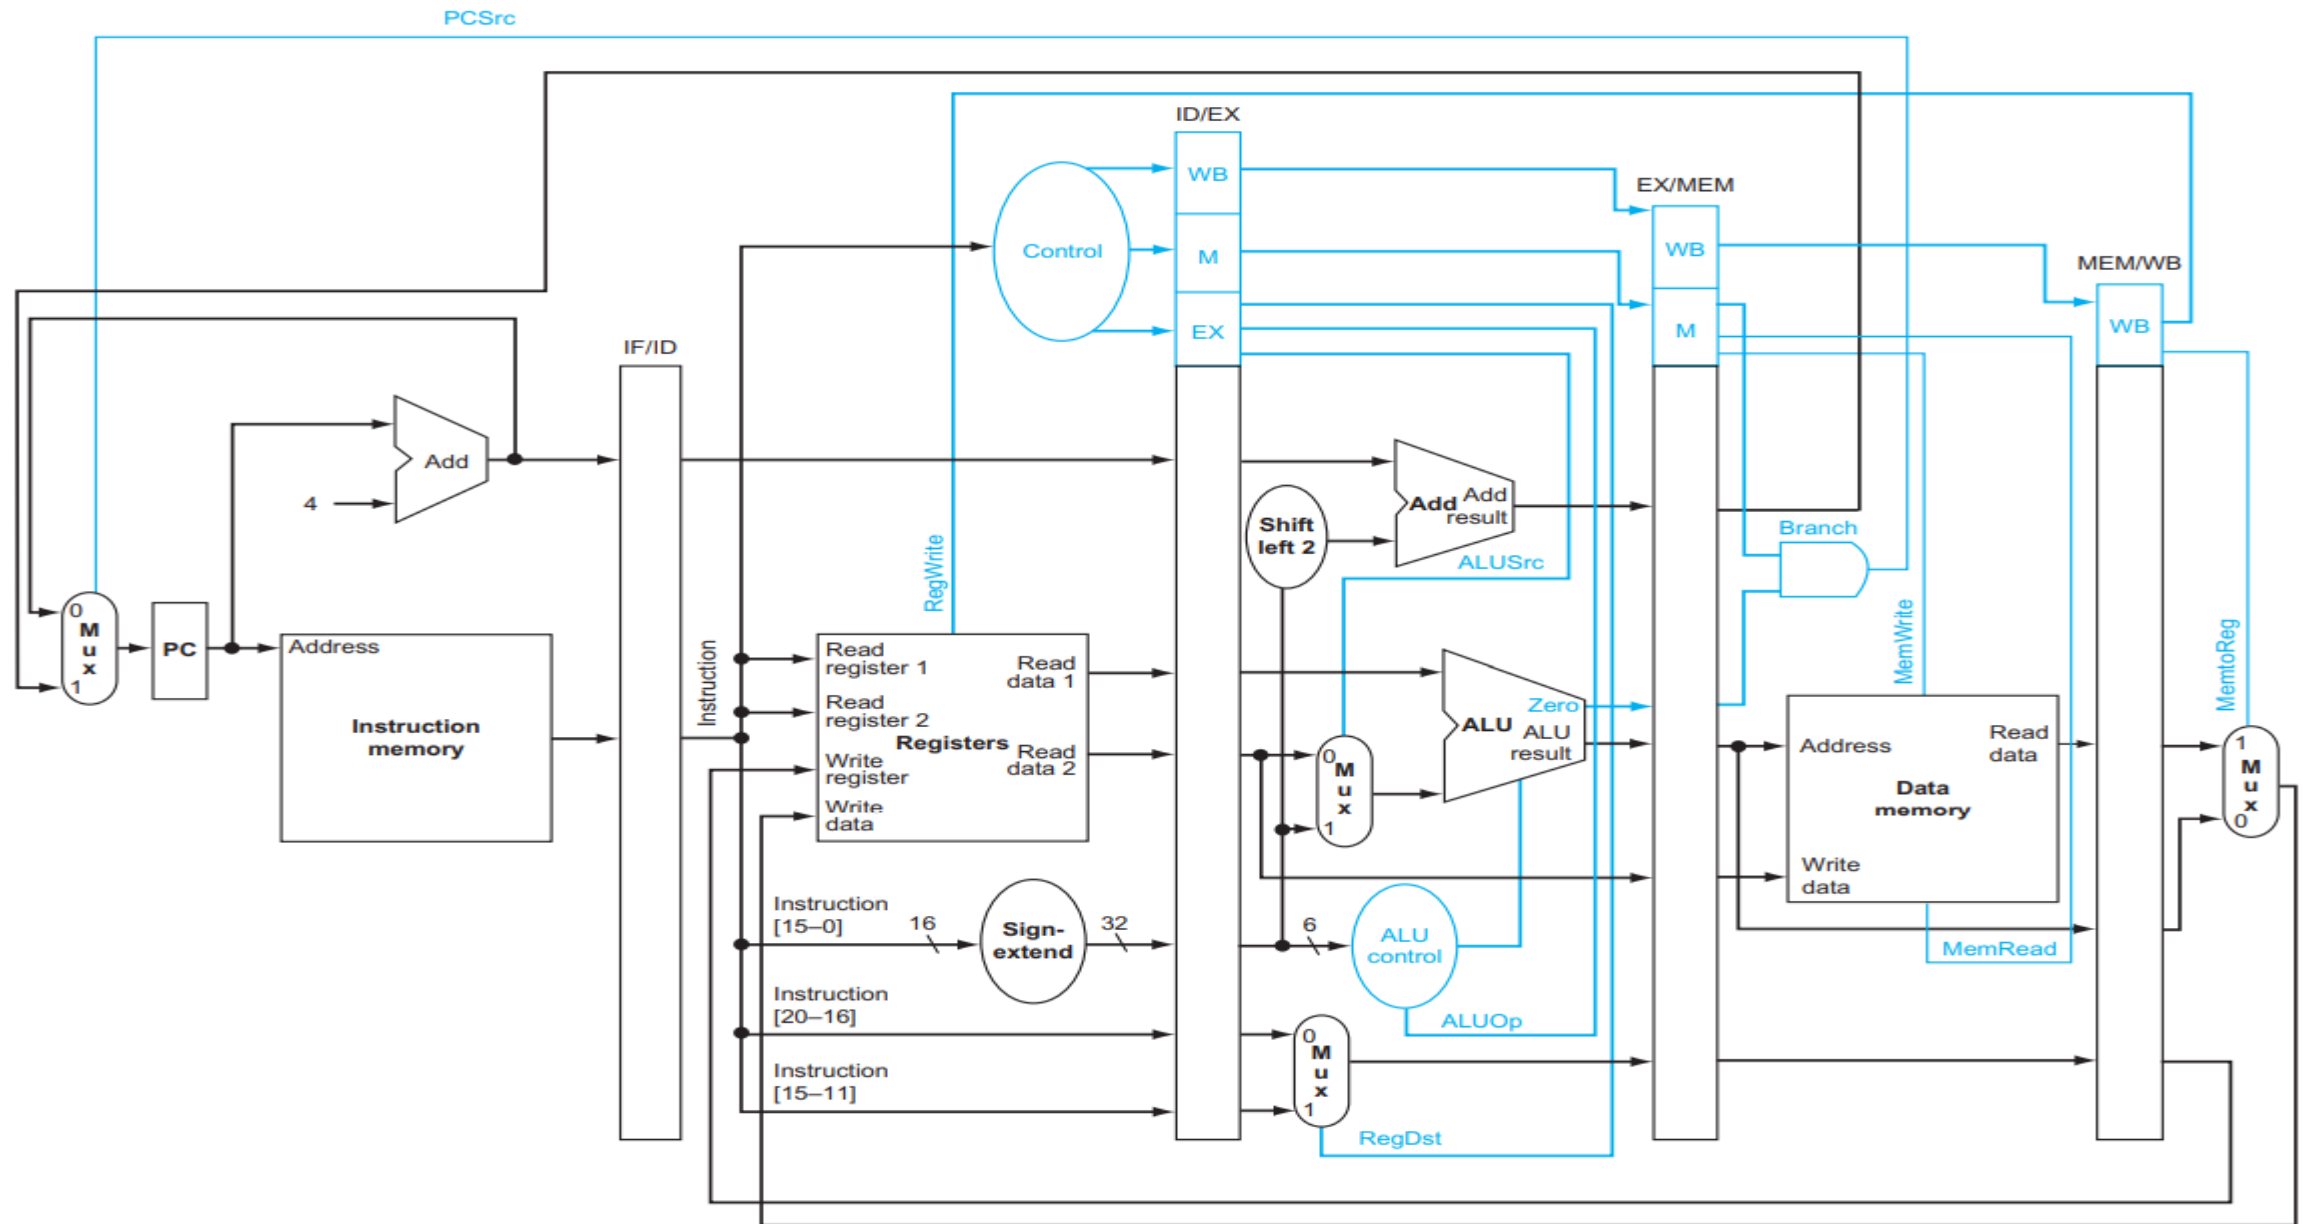 PCSrc
ID/EX
WB
EX/MEM
Control
M
WB
MEM/WB
EX
M
WB
IF/ID
Add
4
Add
Add
result
Shift
left 2
Branch
ALUSrc
RegWrite
MemWrite
MemtoReg
Instruction
0
M
u
x
1
PC
Address
Instruction
memory
Read
register 1
Read
data 1
Read
register 2
Registers
Read
data 2
Write
register
Write
data
Zero
ALU
ALU
result
0
M
u
x
1
Address
Read
data
Data
memory
Write
data
1
M
u
x
0
Instruction
[15–0]
16
Sign-
extend
32
6
ALU
control
MemRead
Instruction
[20–16]
ALUOp
0
M
u
x
1
Instruction
[15–11]
RegDst